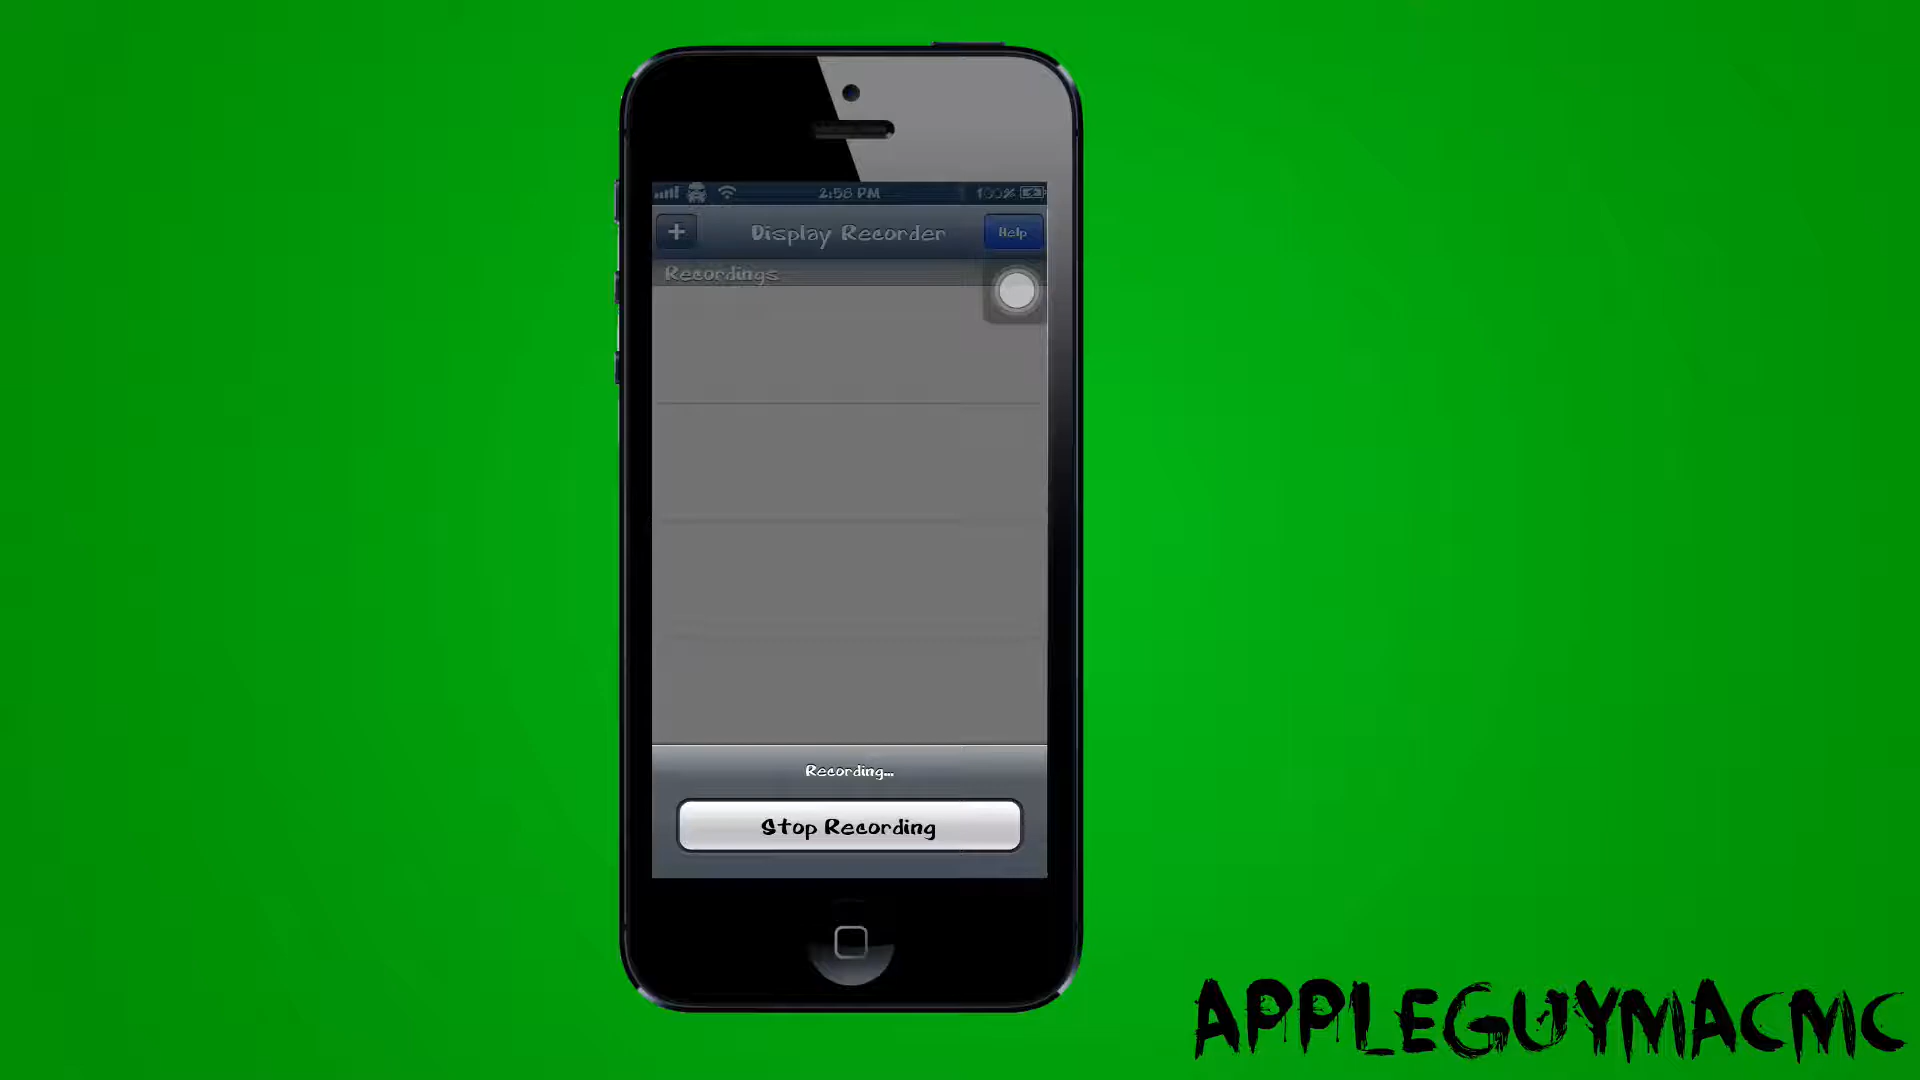 2:58 PM
100%
Display Recorder
Help
Recordings
Recording...
Stop Recording
APPLEGUYMACMC